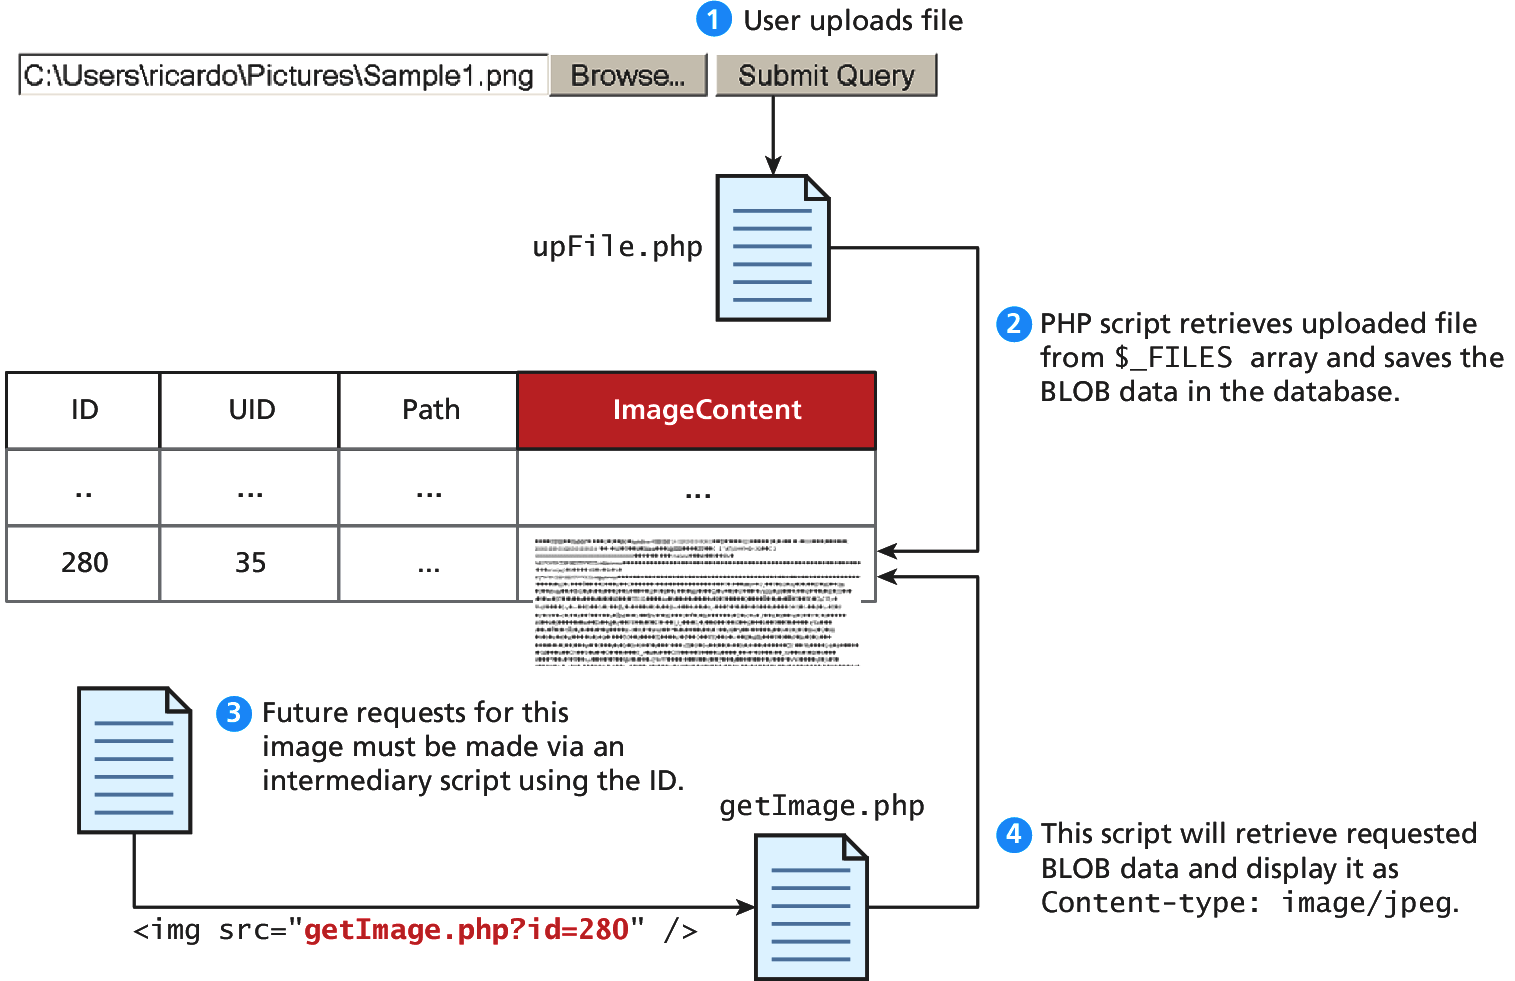 1 User uploads file
C:\Users\ricardo\Pictures\Sample1.png Browse... Submit Query
upFile.php
2 PHP script retrieves uploaded file
from $_FILES array and saves the
BLOB data in the database.
ID UID Path ImageContent
.. ... ... ...
280 35 ...
3 Future requests for this
image must be made via an
intermediary script using the ID.
getImage.php
4 This script will retrieve requested
BLOB data and display it as
Content-type: image/jpeg.
<img src="getImage.php?id=280" />